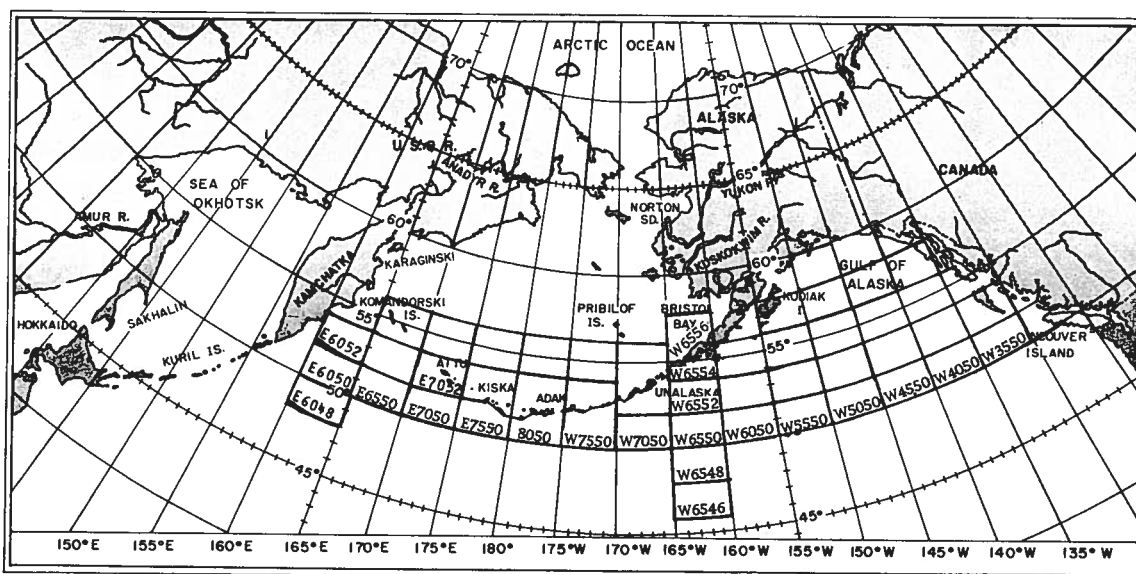 ARCTIC OCEAN
70°
70°
ALASKA
U.S.S.R.
ANADYR R.
65°
YUKON R.
CANADA
SEA OF
OKHOTSK
NORTON
SD.
AMUR R.
60°
KUSKOKWIM R.
60°
KARAGINSKI
GULF OF
ALASKA
KAMCHATKA
KODIAK
I
KOMANDORSKI
IS.
PRIBILOF
IS.
BRISTOL
BAY
SAKHALIN
HOKKAIDO
55°
55°
KURIL IS.
VANCOUVER
ISLAND
E6052
W6556
ATTU
E7052
KISKA
ADAK
W6554
UNALASKA
W6552
E6050
50°
E6048
E6550
E7050
E7550
8050
W7550
W7050
W6550
W6050
W5550
W5050
W4550
W4050
W3550
W6548
W6546
45°
45°
150°E 155°E 160°E 165°E 170°E 175°E 180° 175°W 170°W 165°W 160°W 155°W 150°W 145°W 140°W 135°W